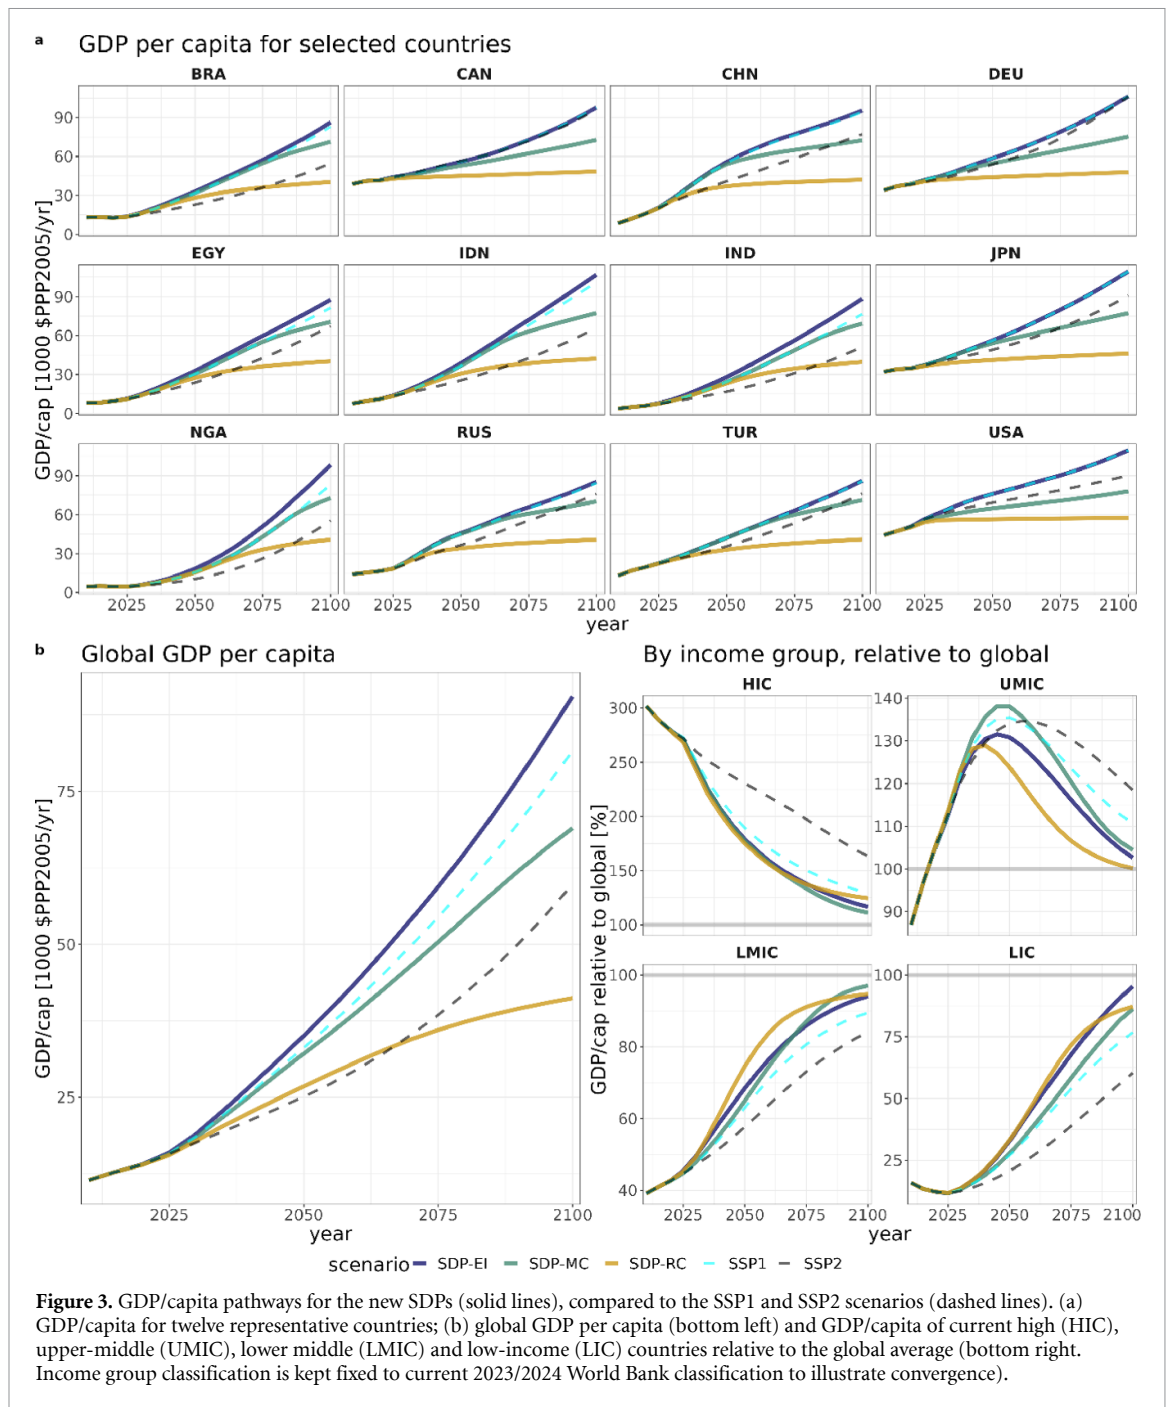 a GDP per capita for selected countries
BRA CAN CHN DEU
90
60
30
0
EGY IDN IND JPN
90
60
30
0
NGA RUS TUR USA
90
60
30
0
GDP/cap [1000 $PPP2005/yr]
2025 2050 2075 2100 2025 2050 2075 2100 2025 2050 2075 2100 2025 2050 2075 2100
year
b Global GDP per capita
75
50
25
GDP/cap [1000 $PPP2005/yr]
2025 2050 2075 2100
year
By income group, relative to global
HIC UMIC
300
250
200
150
100
140
130
120
110
100
90
LMIC LIC
100
80
60
40
100
75
50
25
GDP/cap relative to global [%]
2025 2050 2075 2100 2025 2050 2075 2100
year
scenario SDP-EI SDP-MC SDP-RC SSP1 SSP2
Figure 3. GDP/capita pathways for the new SDPs (solid lines), compared to the SSP1 and SSP2 scenarios (dashed lines). (a)
GDP/capita for twelve representative countries; (b) global GDP per capita (bottom left) and GDP/capita of current high (HIC),
upper-middle (UMIC), lower middle (LMIC) and low-income (LIC) countries relative to the global average (bottom right.
Income group classification is kept fixed to current 2023/2024 World Bank classification to illustrate convergence).